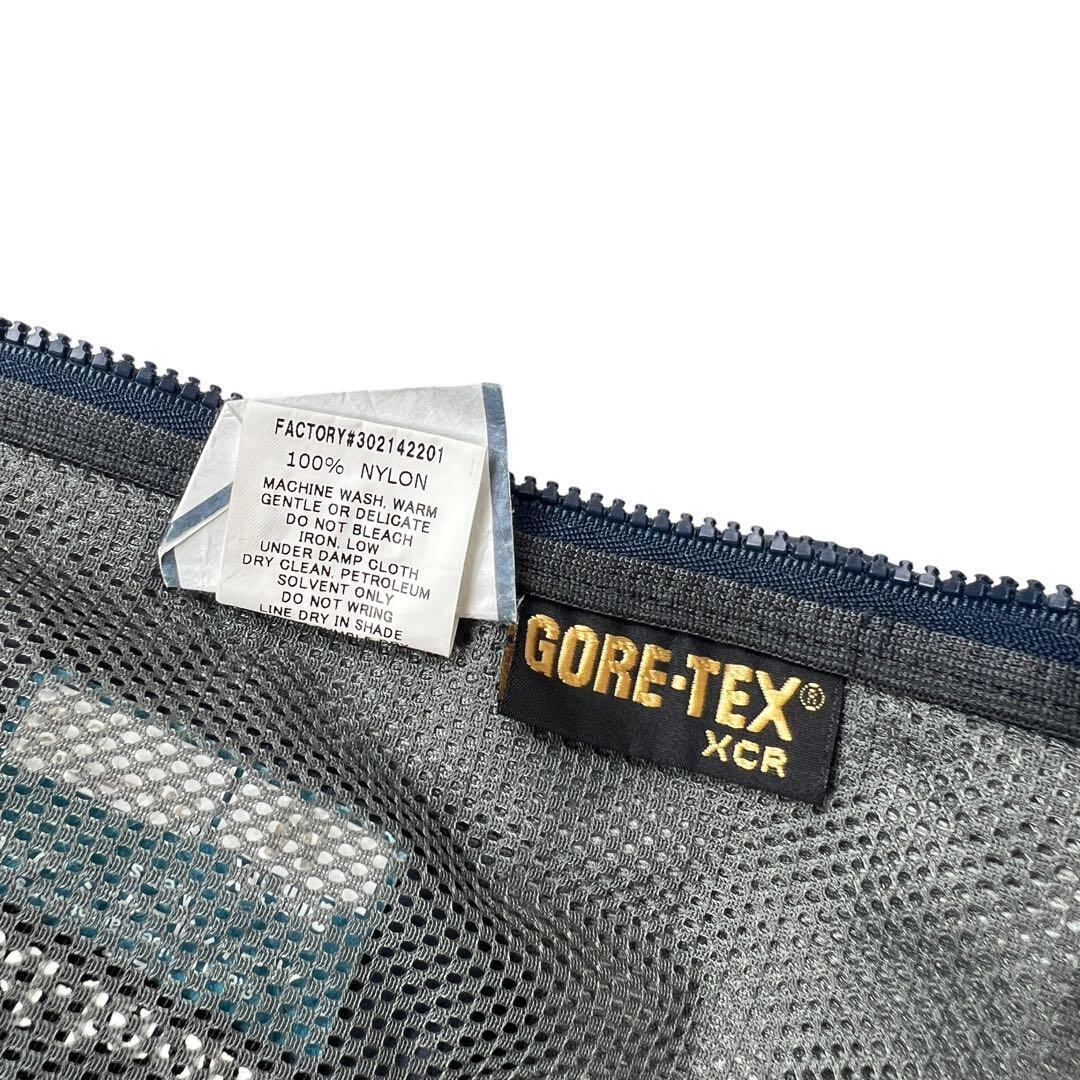 FACTORY#302142201
100% NYLON
MACHINE WASH, WARM
GENTLE OR DELICATE
DO NOT BLEACH
IRON, LOW
UNDER DAMP CLOTH
DRY CLEAN, PETROLEUM
SOLVENT ONLY
DO NOT WRING
LINE DRY IN SHADE
GORE-TEX®
XCR